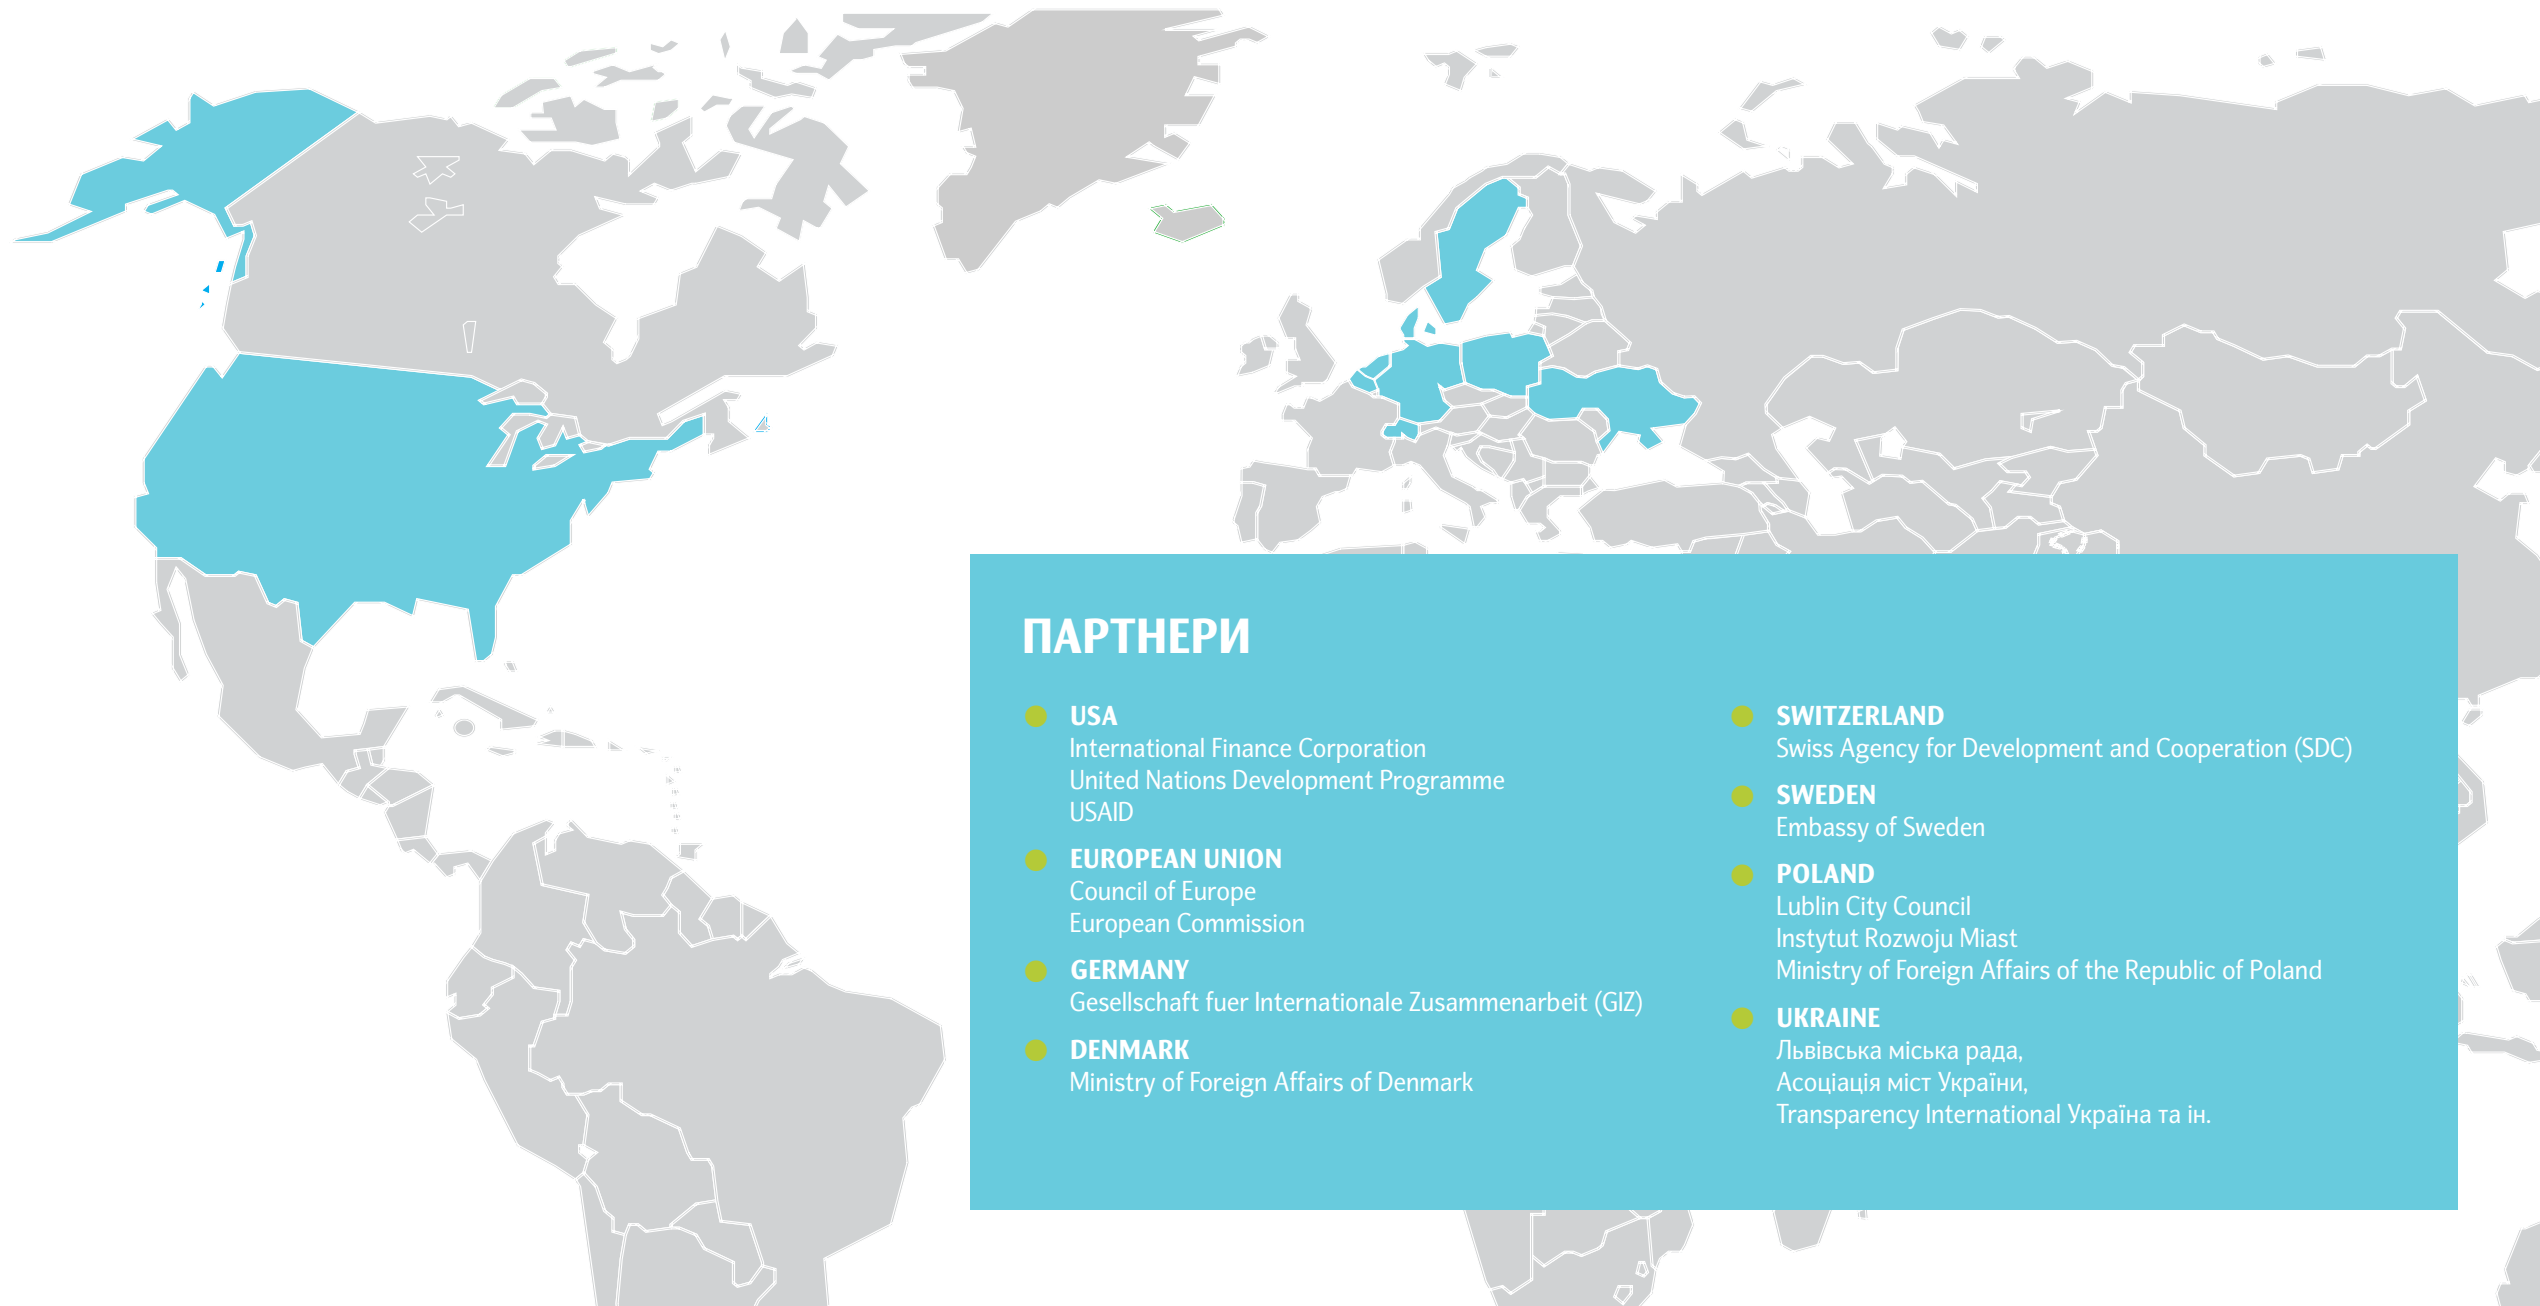 ПАРТНЕРИ
USA
International Finance Corporation
United Nations Development Programme
USAID
EUROPEAN UNION
Council of Europe
European Commission
GERMANY
Gesellschaft fuer Internationale Zusammenarbeit (GIZ)
DENMARK
Ministry of Foreign Affairs of Denmark
SWITZERLAND
Swiss Agency for Development and Cooperation (SDC)
SWEDEN
Embassy of Sweden
POLAND
Lublin City Council
Instytut Rozwoju Miast
Ministry of Foreign Affairs of the Republic of Poland
UKRAINE
Львівська міська рада,
Асоціація міст України,
Transparency International Україна та ін.